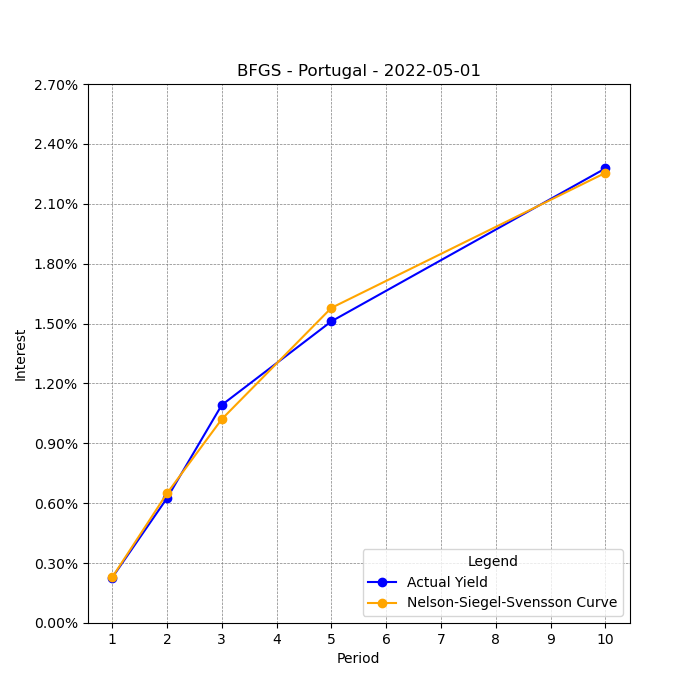 BFGS - Portugal - 2022-05-01
2.70%
2.40%
2.10%
1.80%
1.50%
1.20%
0.90%
0.60%
0.30%
0.00%
Interest
Legend
Actual Yield
Nelson-Siegel-Svensson Curve
1 2 3 4 5 6 7 8 9 10
Period